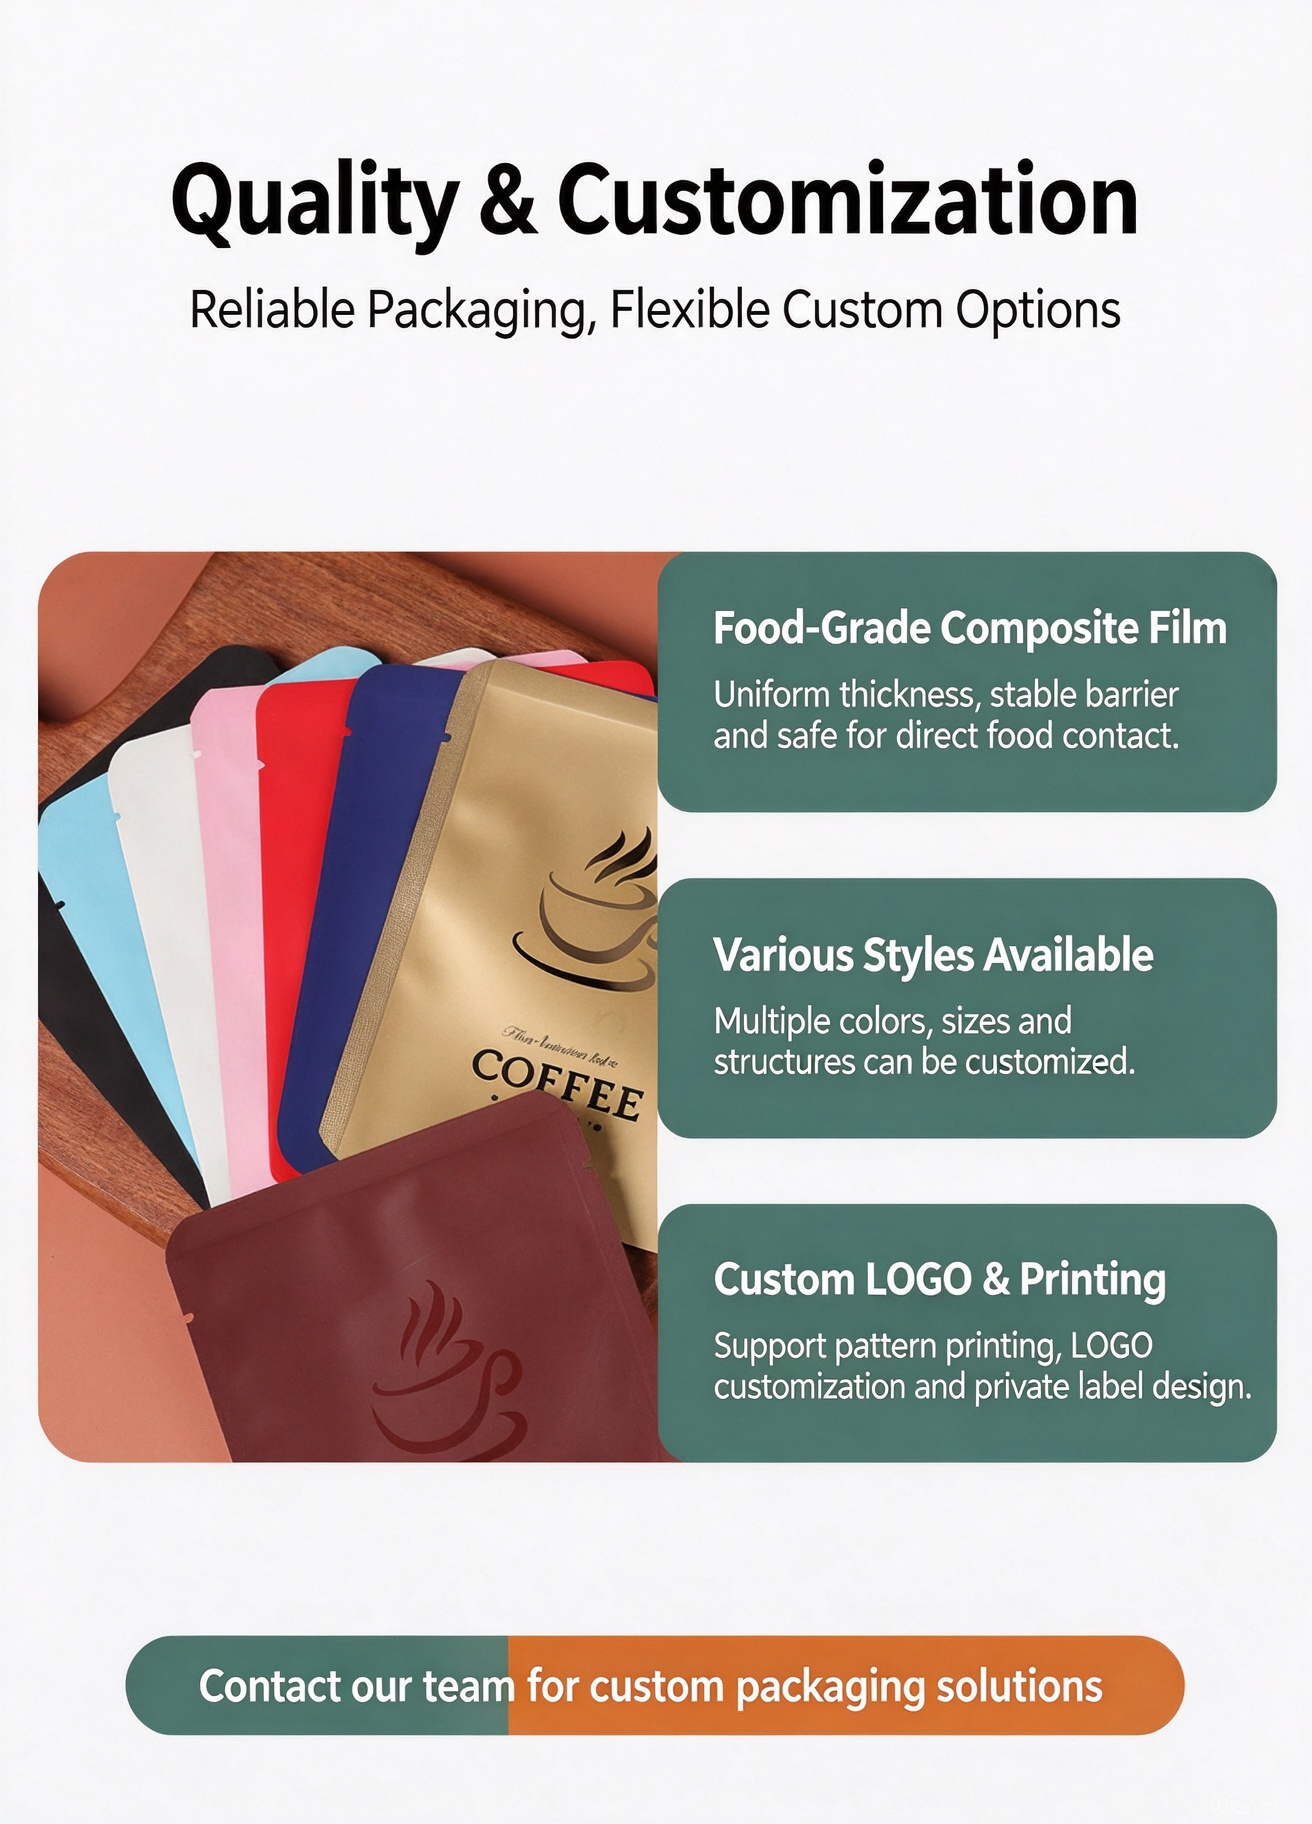 Quality & Customization
Reliable Packaging, Flexible Custom Options
Food-Grade Composite Film
Uniform thickness, stable barrier
and safe for direct food contact.
Various Styles Available
Multiple colors, sizes and
structures can be customized.
COFFEE
Custom LOGO & Printing
Support pattern printing, LOGO
customization and private label design.
Contact our team for custom packaging solutions